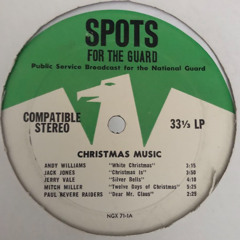 SPOTS
FOR THE GUARD
Public Service Broadcast for the National Guard
COMPATIBLE
STEREO
33⅓ LP
CHRISTMAS MUSIC
ANDY WILLIAMS "White Christmas" 3:15
JACK JONES "Christmas is" 3:50
JERRY VALE "Silver Bells" 4:15
MITCH MILLER "Twelve Days of Christmas" 5:25
PAUL REVERE RAIDERS "Dear Mr. Claus" 3:25
NGX 71-1A